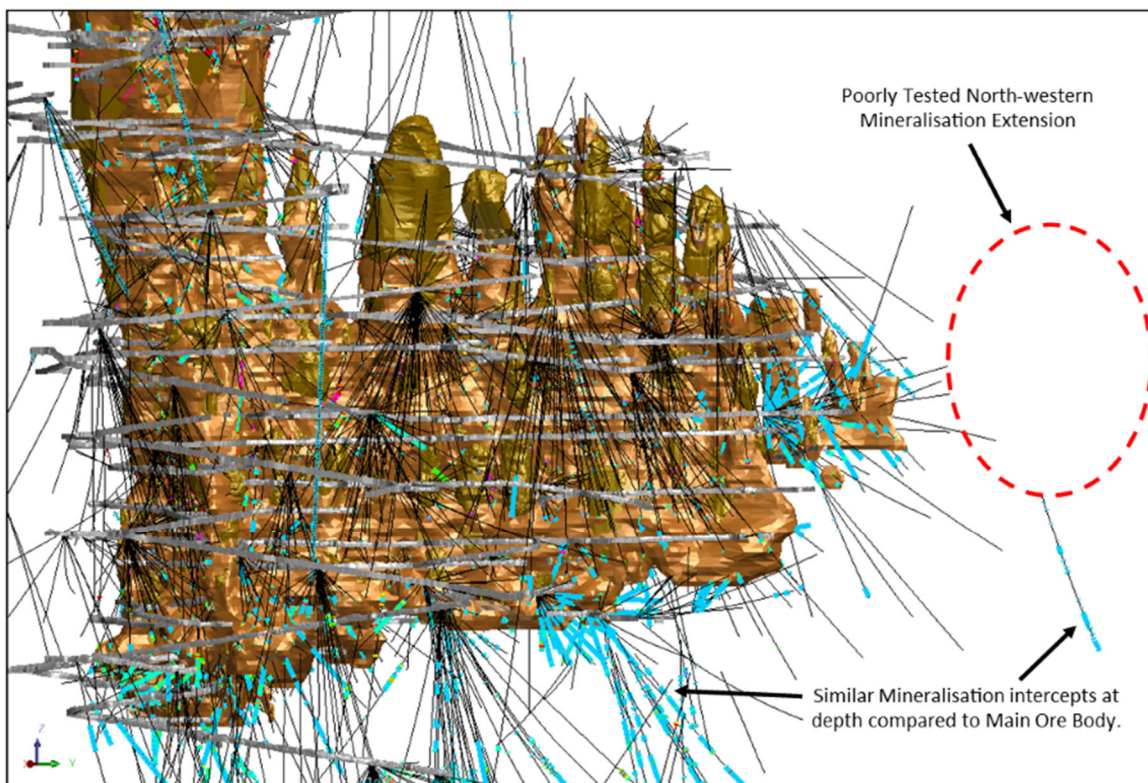 Poorly Tested North-western
Mineralisation Extension
Similar Mineralisation intercepts at
depth compared to Main Ore Body.
Z
X
Y